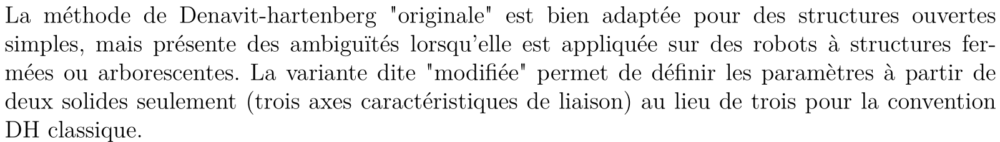 La méthode de Denavit-hartenberg "originale" est bien adaptée pour des structures ouvertes
simples, mais présente des ambiguïtés lorsqu'elle est appliquée sur des robots à structures fer-
mées ou arborescentes. La variante dite "modifiée" permet de définir les paramètres à partir de
deux solides seulement (trois axes caractéristiques de liaison) au lieu de trois pour la convention
DH classique.